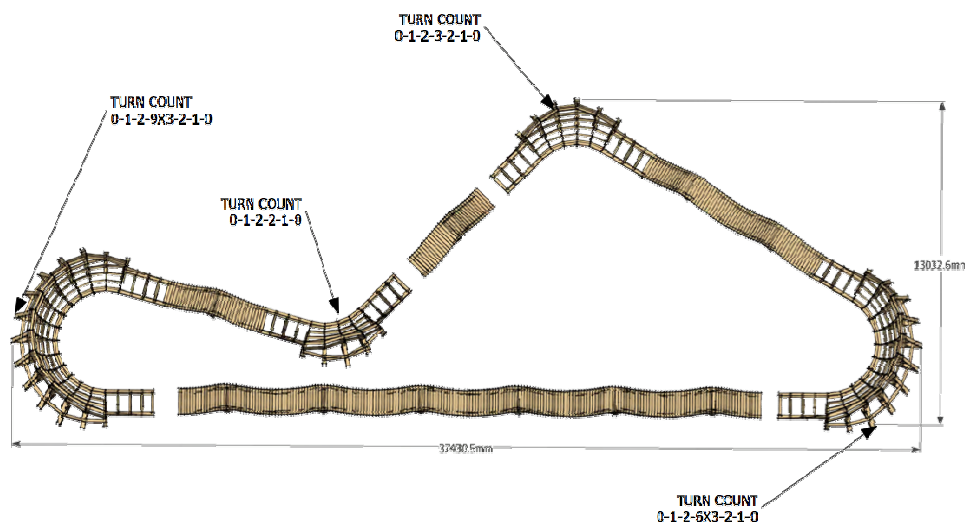 TURN COUNT
0-1-2-3-2-1-0
TURN COUNT
0-1-2-9X3-2-1-0
TURN COUNT
0-1-2-2-1-0
13032.6mm
37430.5mm
TURN COUNT
0-1-2-6X3-2-1-0